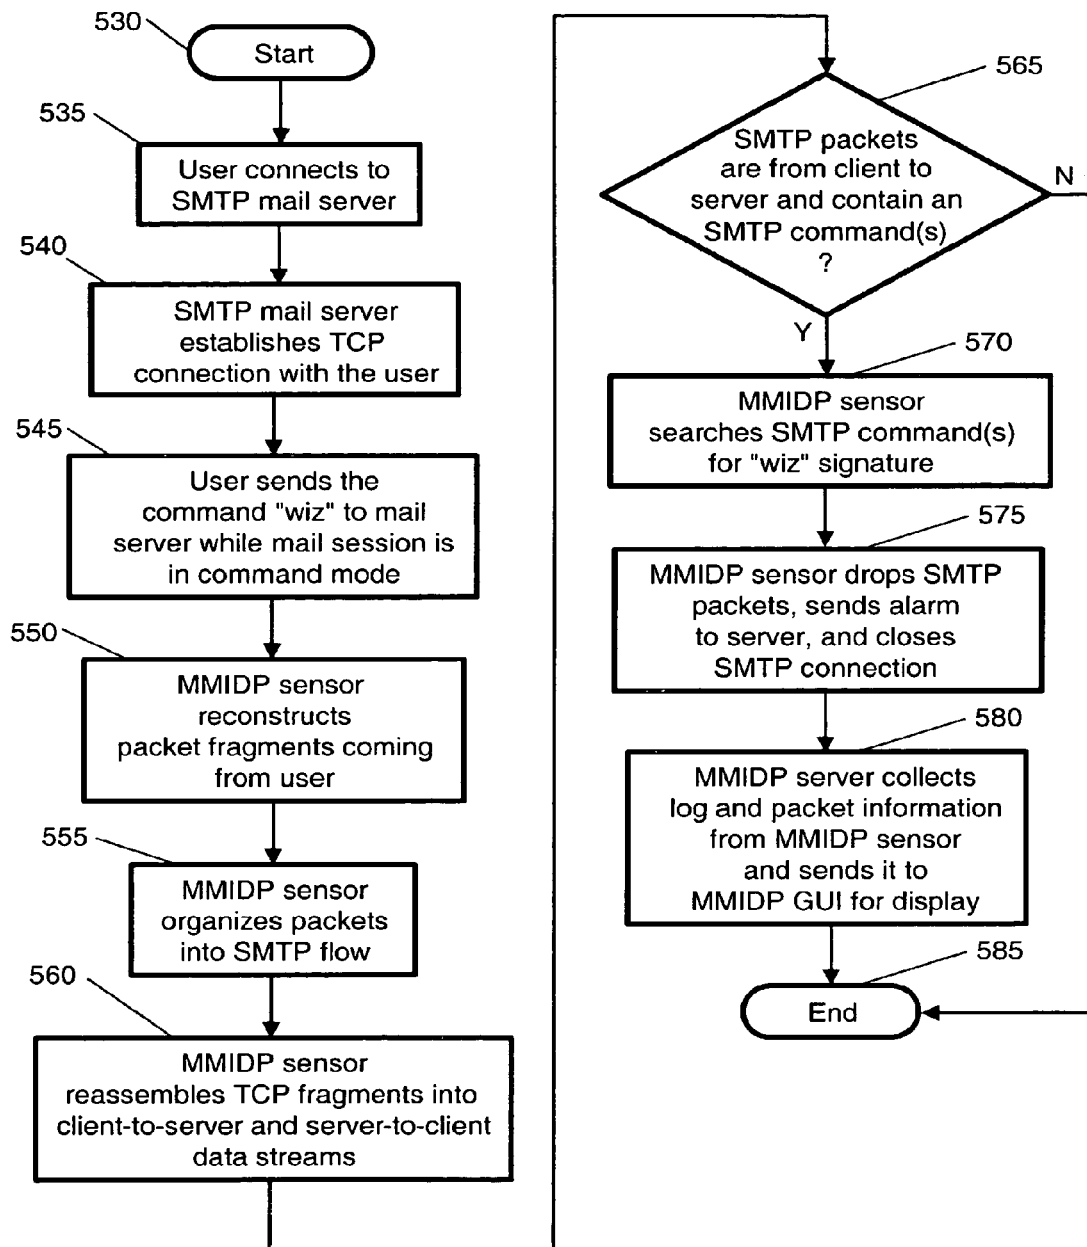 530
Start
535
User connects to
SMTP mail server
540
SMTP mail server
establishes TCP
connection with the user
545
User sends the
command "wiz" to mail
server while mail session is
in command mode
550
MMIDP sensor
reconstructs
packet fragments coming
from user
555
MMIDP sensor
organizes packets
into SMTP flow
560
MMIDP sensor
reassembles TCP fragments into
client-to-server and server-to-client
data streams
565
SMTP packets
are from client to
server and contain an
SMTP command(s)
?
N
Y
570
MMIDP sensor
searches SMTP command(s)
for "wiz" signature
575
MMIDP sensor drops SMTP
packets, sends alarm
to server, and closes
SMTP connection
580
MMIDP server collects
log and packet information
from MMIDP sensor
and sends it to
MMIDP GUI for display
585
End